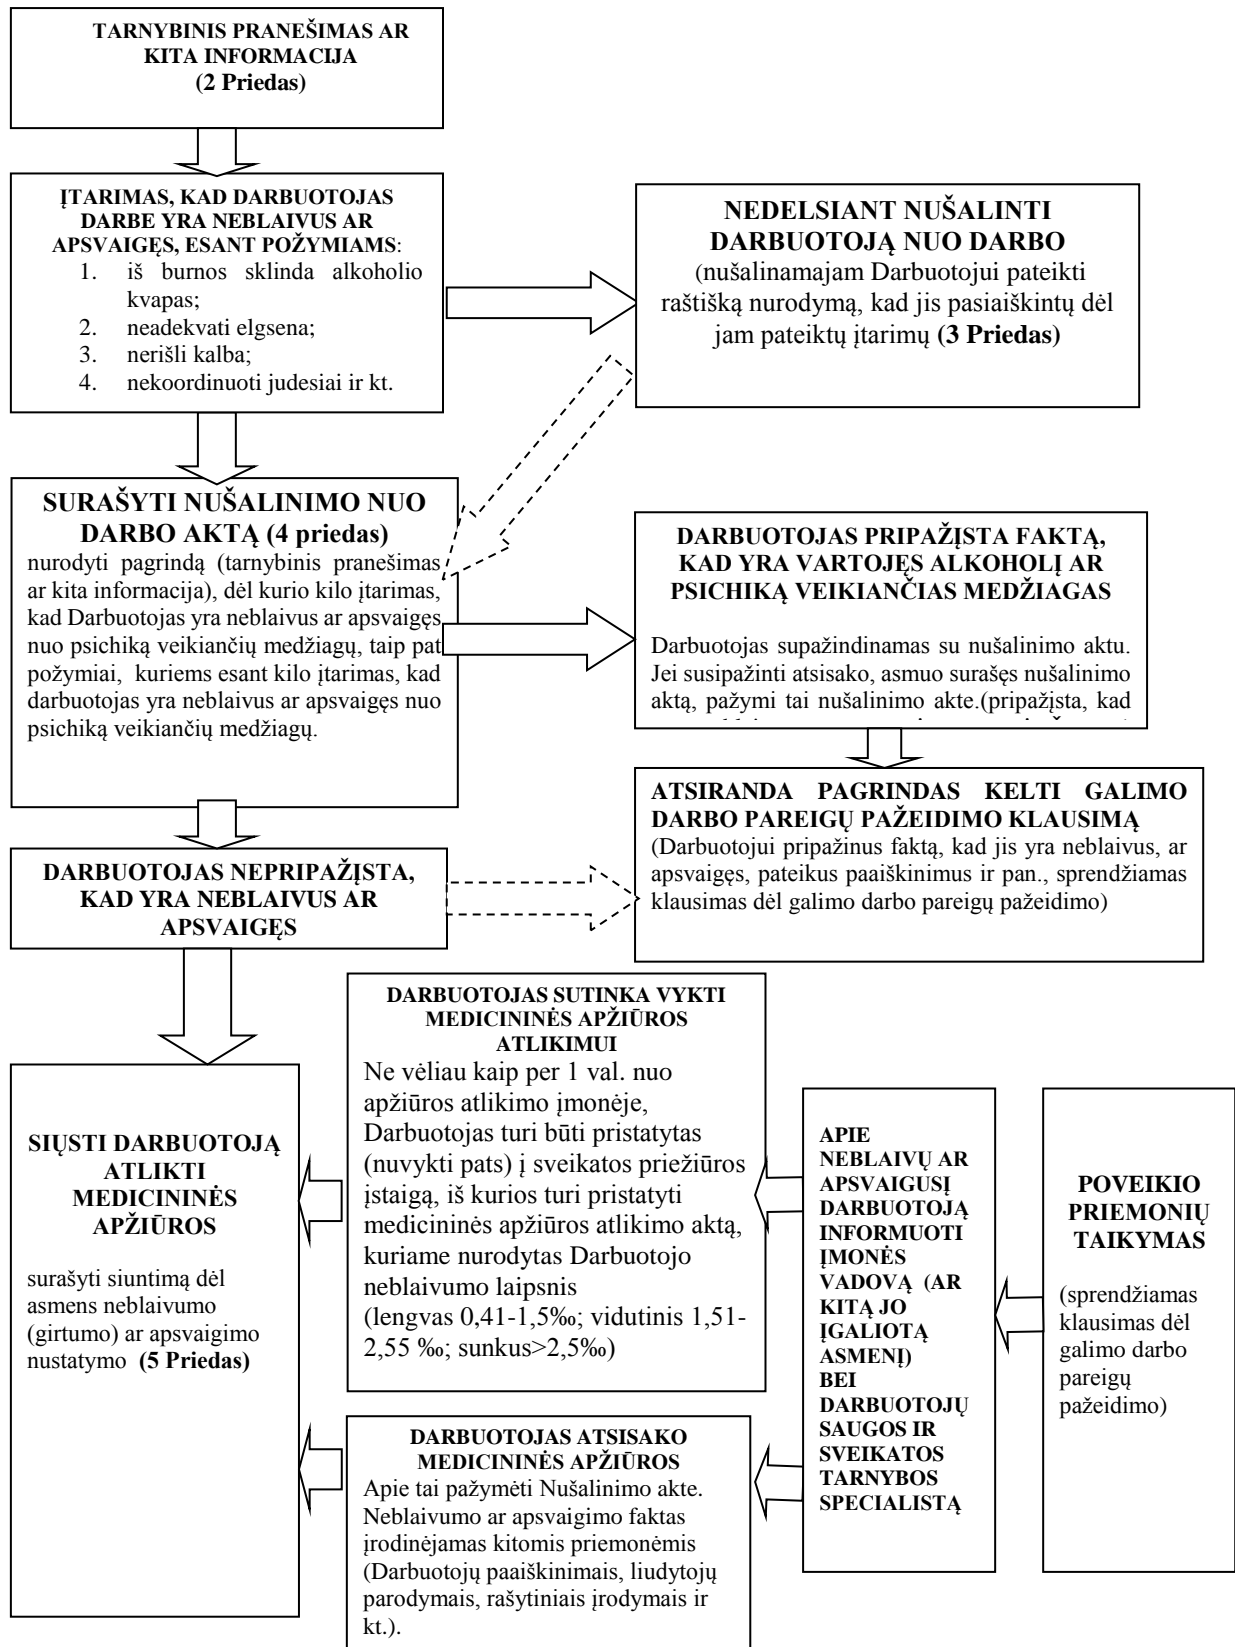 TARNYBINIS PRANEŠIMAS AR
KITA INFORMACIJA
(2 Priedas)
ĮTARIMAS, KAD DARBUOTOJAS
DARBE YRA NEBLAIVUS AR
APSVAIGĘS, ESANT POŽYMIAMS:
1. iš burnos sklinda alkoholio
kvapas;
2. neadekvati elgsena;
3. nerišli kalba;
4. nekoordinuoti judesiai ir kt.
NEDELSIANT NUŠALINTI
DARBUOTOJĄ NUO DARBO
(nušalinamajam Darbuotojui pateikti
raštišką nurodymą, kad jis pasiaiškintų dėl
jam pateiktų įtarimų (3 Priedas)
SURAŠYTI NUŠALINIMO NUO
DARBO AKTĄ (4 priedas)
nurodyti pagrindą (tarnybinis pranešimas
ar kita informacija), dėl kurio kilo įtarimas,
kad Darbuotojas yra neblaivus ar apsvaigęs
nuo psichiką veikiančių medžiagų, taip pat
požymiai, kuriems esant kilo įtarimas, kad
darbuotojas yra neblaivus ar apsvaigęs nuo
psichiką veikiančių medžiagų.
DARBUOTOJAS PRIPAŽĮSTA FAKTĄ,
KAD YRA VARTOJĘS ALKOHOLĮ AR
PSICHIKĄ VEIKIANČIAS MEDŽIAGAS
Darbuotojas supažindinamas su nušalinimo aktu.
Jei susipažinti atsisako, asmuo surašęs nušalinimo
aktą, pažymi tai nušalinimo akte.(pripažįsta, kad
ATSIRANDA PAGRINDAS KELTI GALIMO
DARBO PAREIGŲ PAŽEIDIMO KLAUSIMĄ
(Darbuotojui pripažinus faktą, kad jis yra neblaivus, ar
apsvaigęs, pateikus paaiškinimus ir pan., sprendžiamas
klausimas dėl galimo darbo pareigų pažeidimo)
DARBUOTOJAS NEPRIPAŽĮSTA,
KAD YRA NEBLAIVUS AR
APSVAIGĘS
SIŲSTI DARBUOTOJĄ
ATLIKTI
MEDICININĖS
APŽIŪROS
surašyti siuntimą dėl
asmens neblaivumo
(girtumo) ar apsvaigimo
nustatymo (5 Priedas)
DARBUOTOJAS SUTINKA VYKTI
MEDICININĖS APŽIŪROS
ATLIKIMUI
Ne vėliau kaip per 1 val. nuo
apžiūros atlikimo įmonėje,
Darbuotojas turi būti pristatytas
(nuvykti pats) į sveikatos priežiūros
įstaigą, iš kurios turi pristatyti
medicininės apžiūros atlikimo aktą,
kuriame nurodytas Darbuotojo
neblaivumo laipsnis
(lengvas 0,41-1,5‰; vidutinis 1,51-
2,55 ‰; sunkus>2,5‰)
DARBUOTOJAS ATSISAKO
MEDICININĖS APŽIŪROS
Apie tai pažymėti Nušalinimo akte.
Neblaivumo ar apsvaigimo faktas
įrodinėjamas kitomis priemonėmis
(Darbuotojų paaiškinimais, liudytojų
parodymais, rašytiniais įrodymais ir
kt.).
APIE
NEBLAIVŲ AR
APSVAIGUSĮ
DARBUOTOJĄ
INFORMUOTI
ĮMONĖS
VADOVĄ (AR
KITĄ JO
ĮGALIOTĄ
ASMENĮ)
BEI
DARBUOTOJŲ
SAUGOS IR
SVEIKATOS
TARNYBOS
SPECIALISTĄ
POVEIKIO
PRIEMONIŲ
TAIKYMAS
(sprendžiamas
klausimas dėl
galimo darbo
pareigų
pažeidimo)